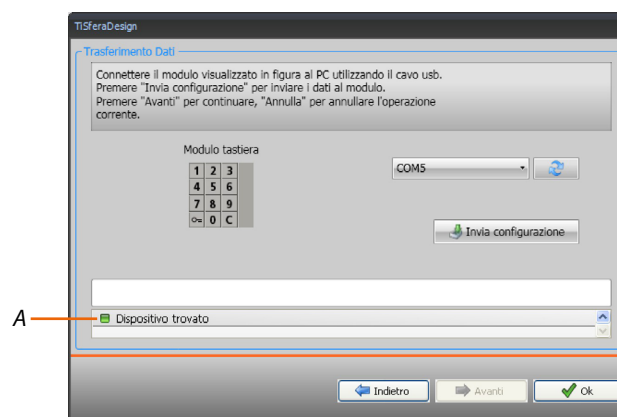 TiSferaDesign
Trasferimento Dati
Connettere il modulo visualizzato in figura al PC utilizzando il cavo usb.
Premere "Invia configurazione" per inviare i dati al modulo.
Premere "Avanti" per continuare, "Annulla" per annullare l'operazione
corrente.
Modulo tastiera
1 2 3
4 5 6
7 8 9
0 C
COM5
Invia configurazione
A
Dispositivo trovato
Indietro
Avanti
Ok